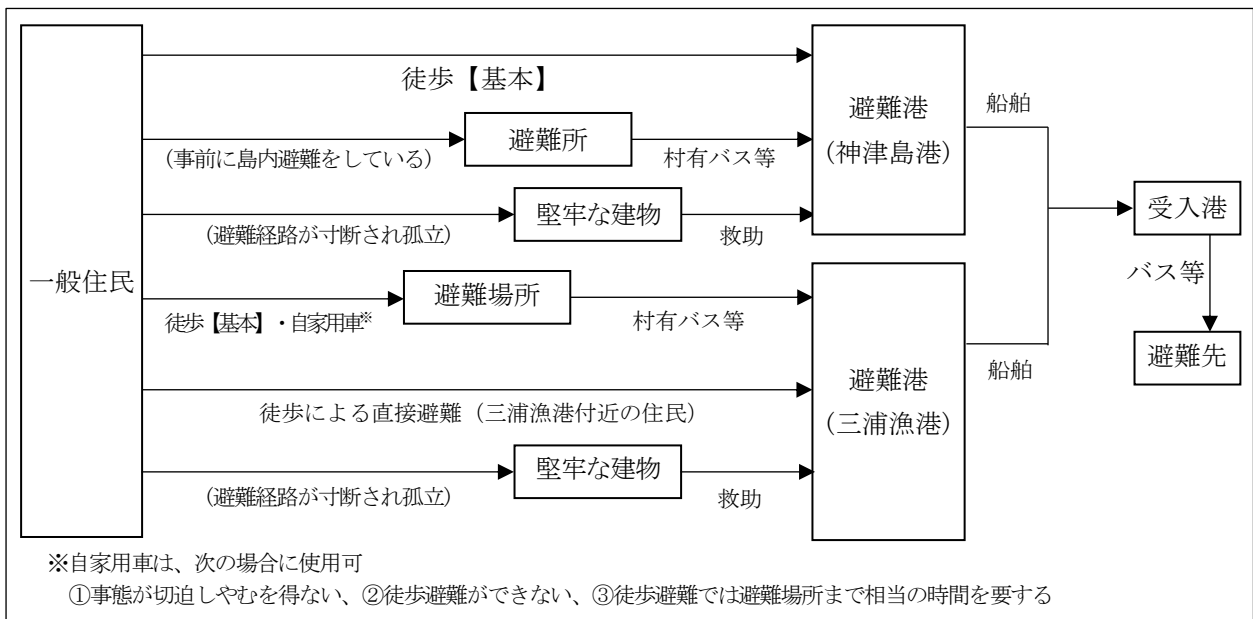 一般住民
徒歩【基本】
(事前に島内避難をしている)
避難所
村有バス等
(避難経路が寸断され孤立)
堅牢な建物
救助
避難港
(神津島港)
船舶
徒歩【基本】・自家用車※
避難場所
村有バス等
徒歩による直接避難（三浦漁港付近の住民）
(避難経路が寸断され孤立)
堅牢な建物
救助
避難港
(三浦漁港)
船舶
受入港
バス等
避難先
※自家用車は、次の場合に使用可
①事態が切迫しやむを得ない、②徒歩避難ができない、③徒歩避難では避難場所まで相当の時間を要する